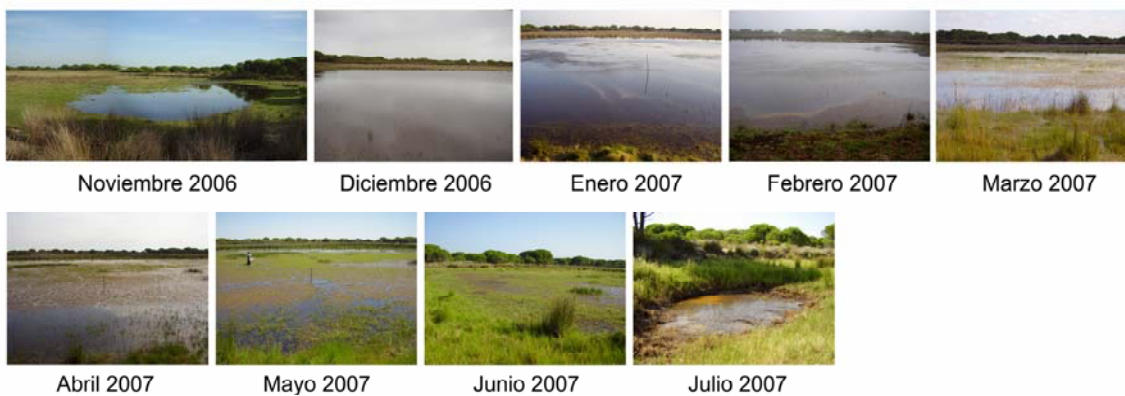 Noviembre 2006
Diciembre 2006
Enero 2007
Febrero 2007
Marzo 2007
Abril 2007
Mayo 2007
Junio 2007
Julio 2007